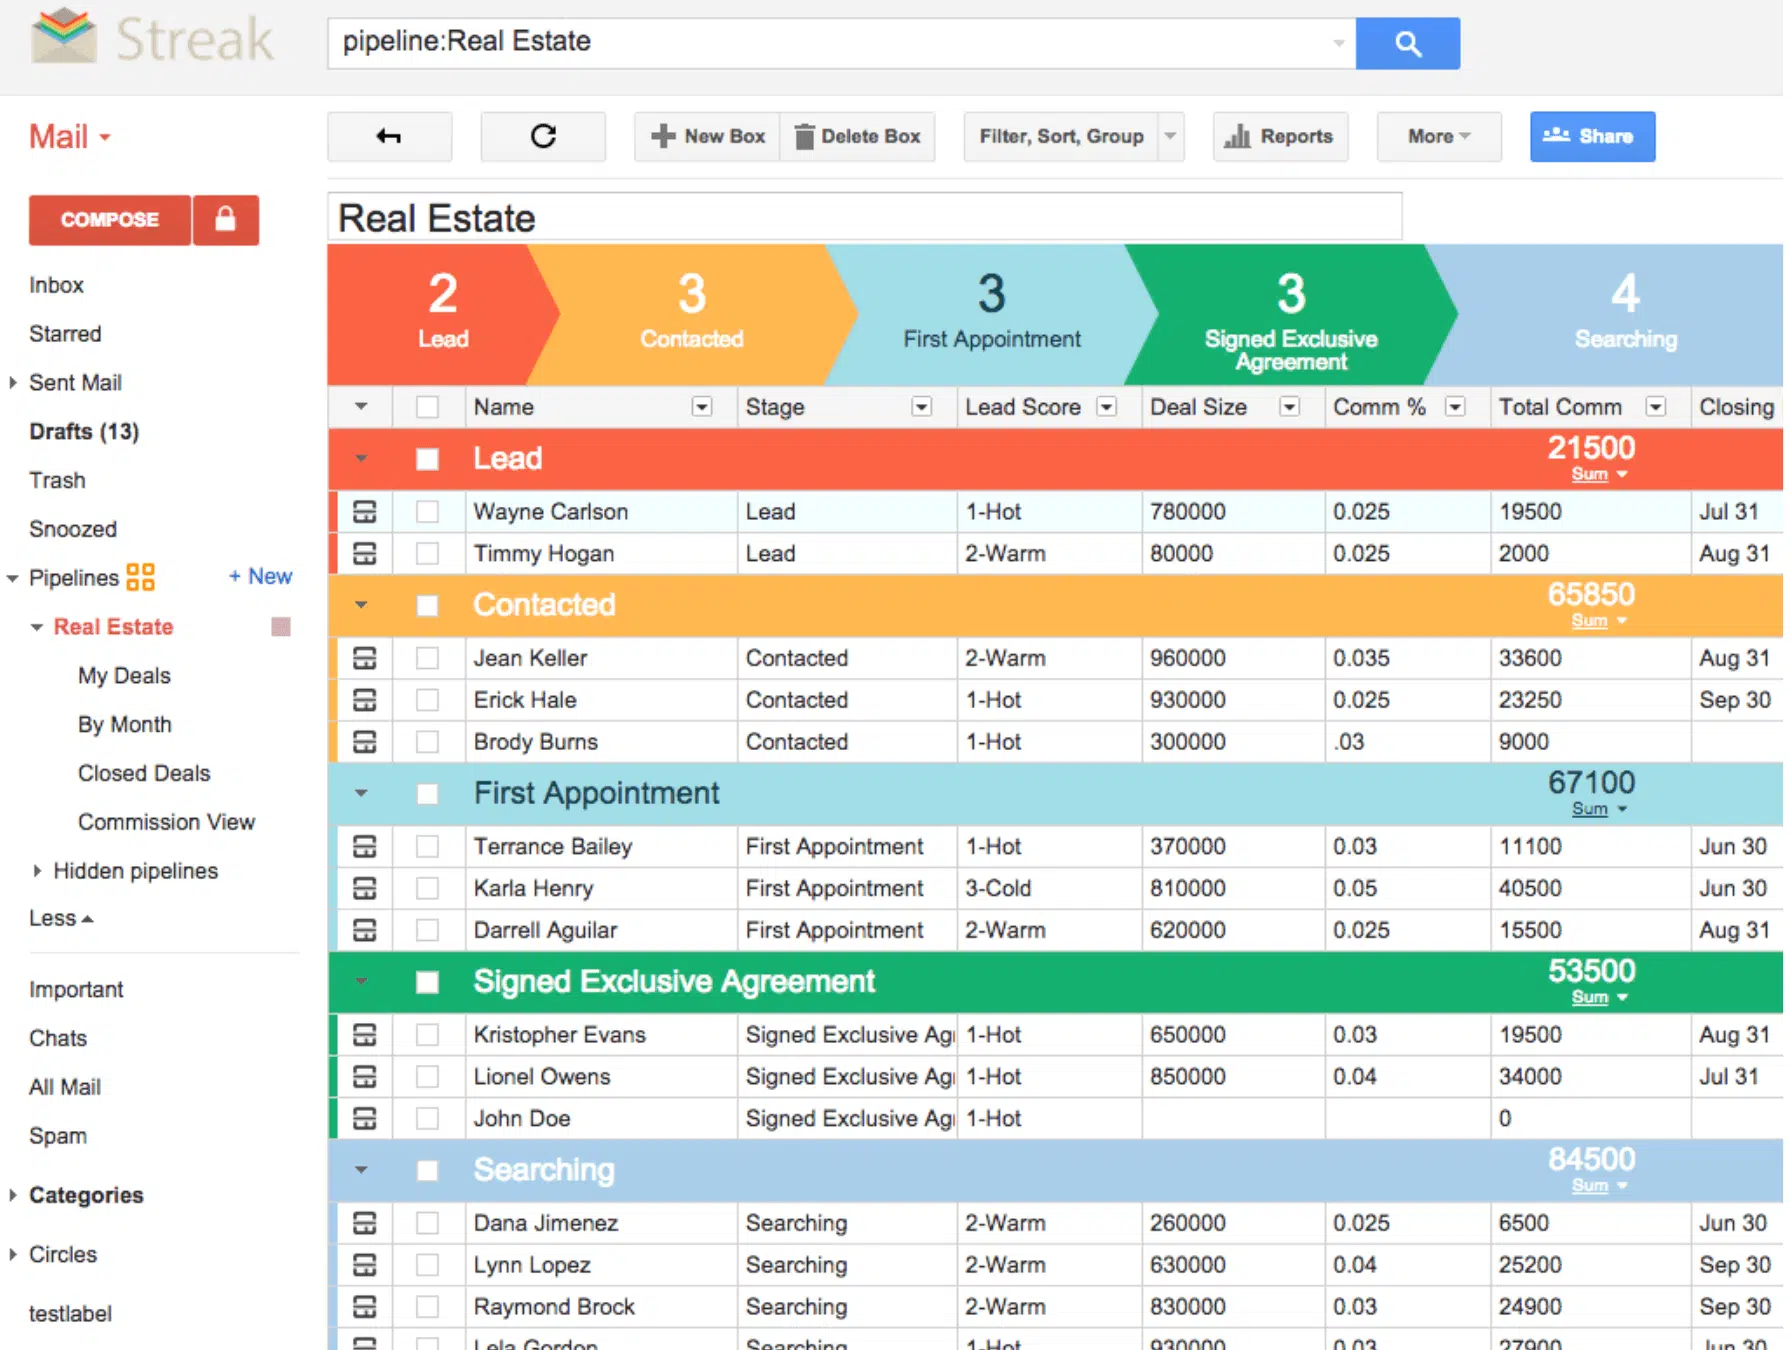 Streak
pipeline:Real Estate
Mail
New Box
Delete Box
Filter, Sort, Group
Reports
More
Share
COMPOSE
Inbox
Starred
Sent Mail
Drafts (13)
Trash
Snoozed
Pipelines
+ New
Real Estate
My Deals
By Month
Closed Deals
Commission View
Hidden pipelines
Less
Important
Chats
All Mail
Spam
Categories
Circles
testlabel
Real Estate
2
Lead
3
Contacted
3
First Appointment
3
Signed Exclusive
Agreement
4
Searching
Name Stage Lead Score Deal Size Comm % Total Comm Closing
Lead 21500
Sum
Wayne Carlson Lead 1-Hot 780000 0.025 19500 Jul 31
Timmy Hogan Lead 2-Warm 80000 0.025 2000 Aug 31
Contacted 65850
Sum
Jean Keller Contacted 2-Warm 960000 0.035 33600 Aug 31
Erick Hale Contacted 1-Hot 930000 0.025 23250 Sep 30
Brody Burns Contacted 1-Hot 300000 .03 9000
First Appointment 67100
Sum
Terrance Bailey First Appointment 1-Hot 370000 0.03 11100 Jun 30
Karla Henry First Appointment 3-Cold 810000 0.05 40500 Jun 30
Darrell Aguilar First Appointment 2-Warm 620000 0.025 15500 Aug 31
Signed Exclusive Agreement 53500
Sum
Kristopher Evans Signed Exclusive Agr 1-Hot 650000 0.03 19500 Aug 31
Lionel Owens Signed Exclusive Agr 1-Hot 850000 0.04 34000 Jul 31
John Doe Signed Exclusive Agr 1-Hot 0
Searching 84500
Sum
Dana Jimenez Searching 2-Warm 260000 0.025 6500 Jun 30
Lynn Lopez Searching 2-Warm 630000 0.04 25200 Sep 30
Raymond Brock Searching 2-Warm 830000 0.03 24900 Sep 30
Lela Gordon Searching 1-Hot 930000 0.03 27900 Jun 30